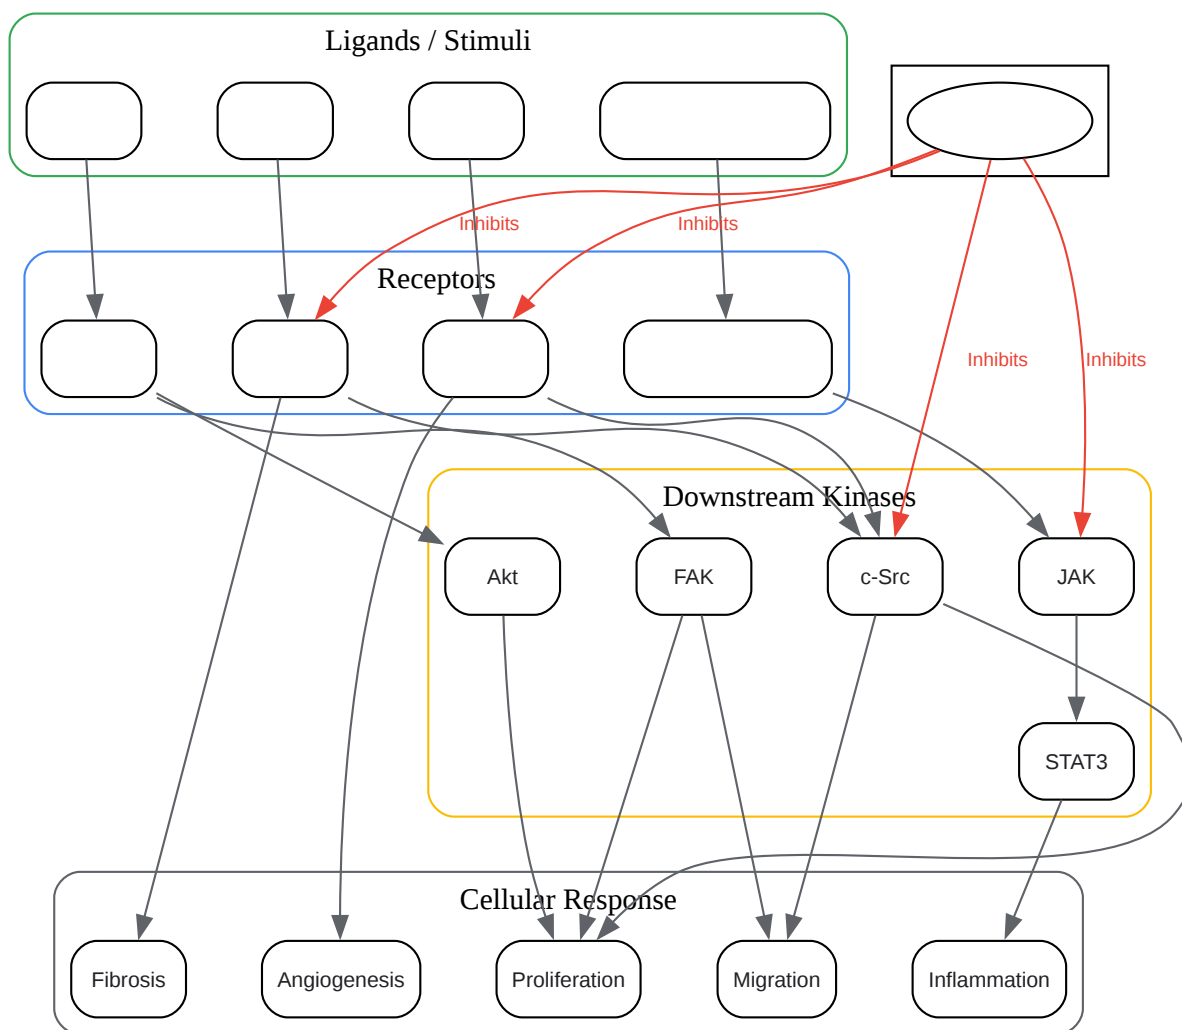 Ligands / Stimuli
Inhibits
Inhibits
Receptors
Inhibits
Inhibits
Downstream Kinases
Akt
FAK
c-Src
JAK
STAT3
Cellular Response
Fibrosis
Angiogenesis
Proliferation
Migration
Inflammation